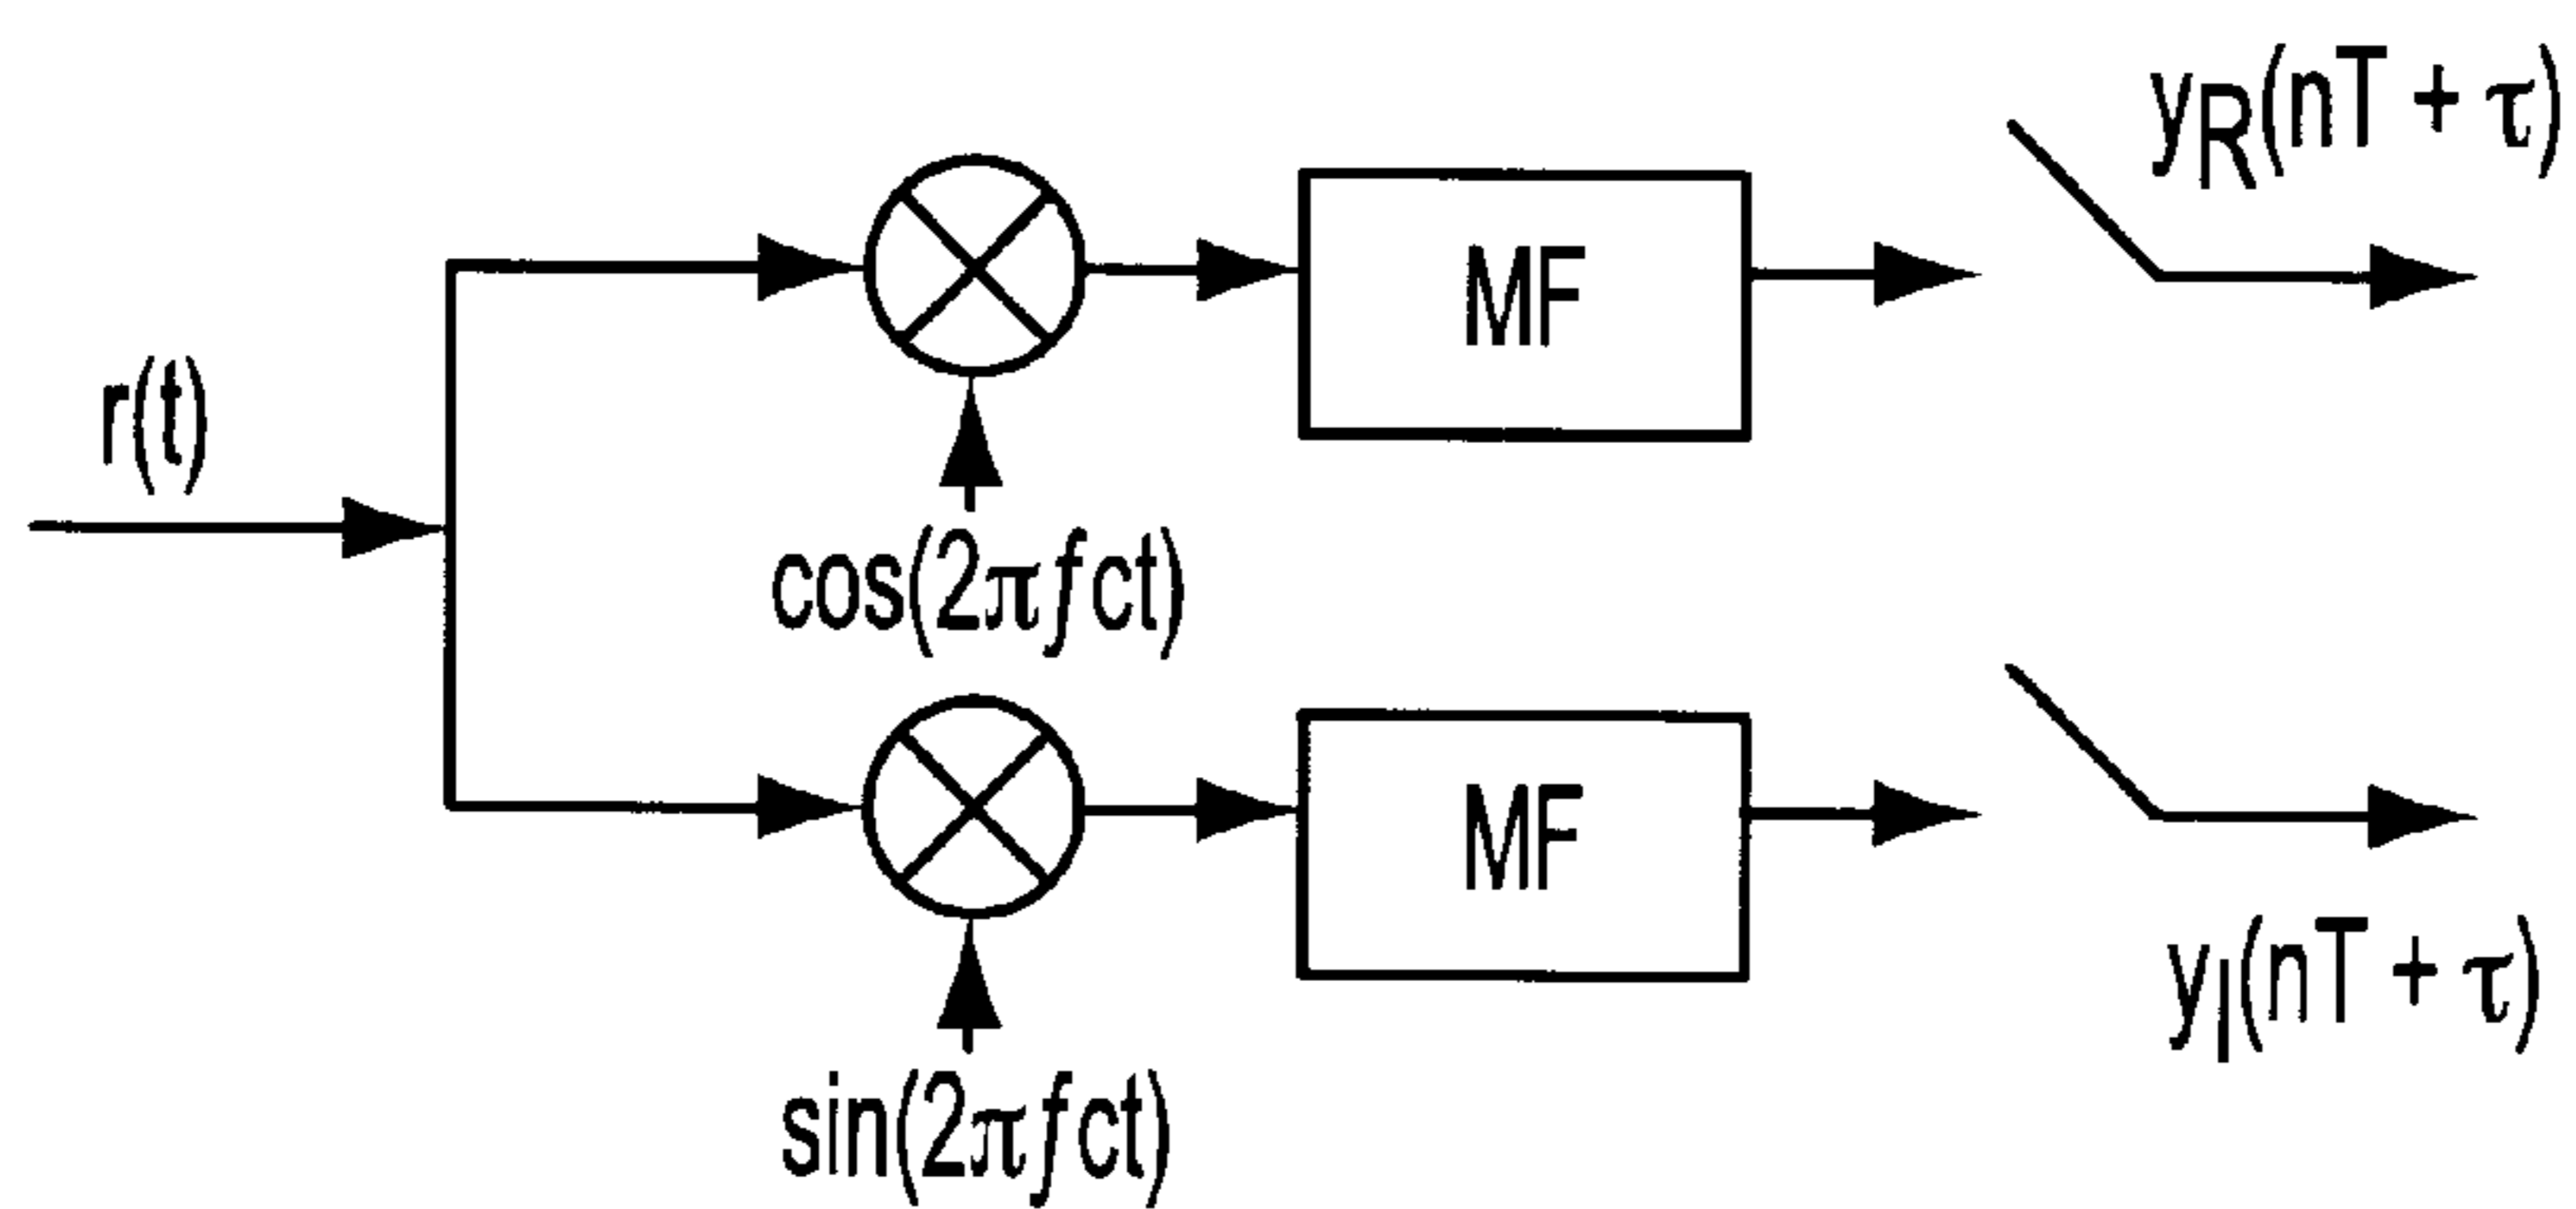 yR(nT + τ)
MF
r(t)
cos(2πfct)
MF
yI(nT + τ)
sin(2πfct)